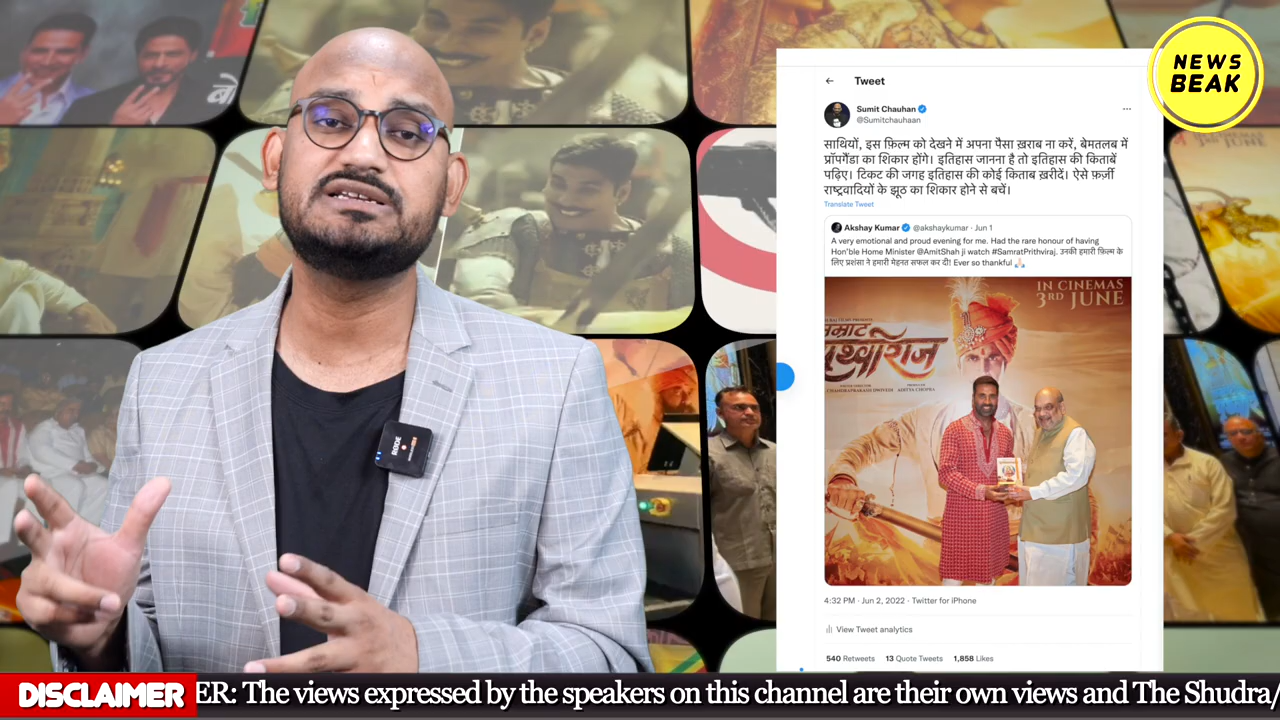 NEWS
BEAK
Tweet
Sumit Chauhan
@Sumitchauhaan
साथियों, इस फ़िल्म को देखने में अपना पैसा ख़राब ना करें, बेमतलब में
प्रॉपगैंडा का शिकार होंगे। इतिहास जानना है तो इतिहास की किताबें
पढ़िए। टिकट की जगह इतिहास की कोई किताब ख़रीदें। ऐसे फ़र्ज़ी
राष्ट्रवादियों के झूठ का शिकार होने से बचें।
Translate Tweet
Akshay Kumar @akshaykumar · Jun 1
A very emotional and proud evening for me. Had the rare honour of having
Hon'ble Home Minister @AmitShah ji watch #SamratPrithviraj. उनकी हमारी फ़िल्म के
लिए प्रशंसा ने हमारी मेहनत सफल कर दी! Ever so thankful 🙏🏻
IN CINEMAS
3RD JUNE
CHANDRAPRAKASH DWIVEDI
ADITYA CHOPRA
4:32 PM · Jun 2, 2022 · Twitter for iPhone
View Tweet analytics
540 Retweets 13 Quote Tweets 1,858 Likes
RØDE
DISCLAIMER
ER: The views expressed by the speakers on this channel are their own views and The Shudra/